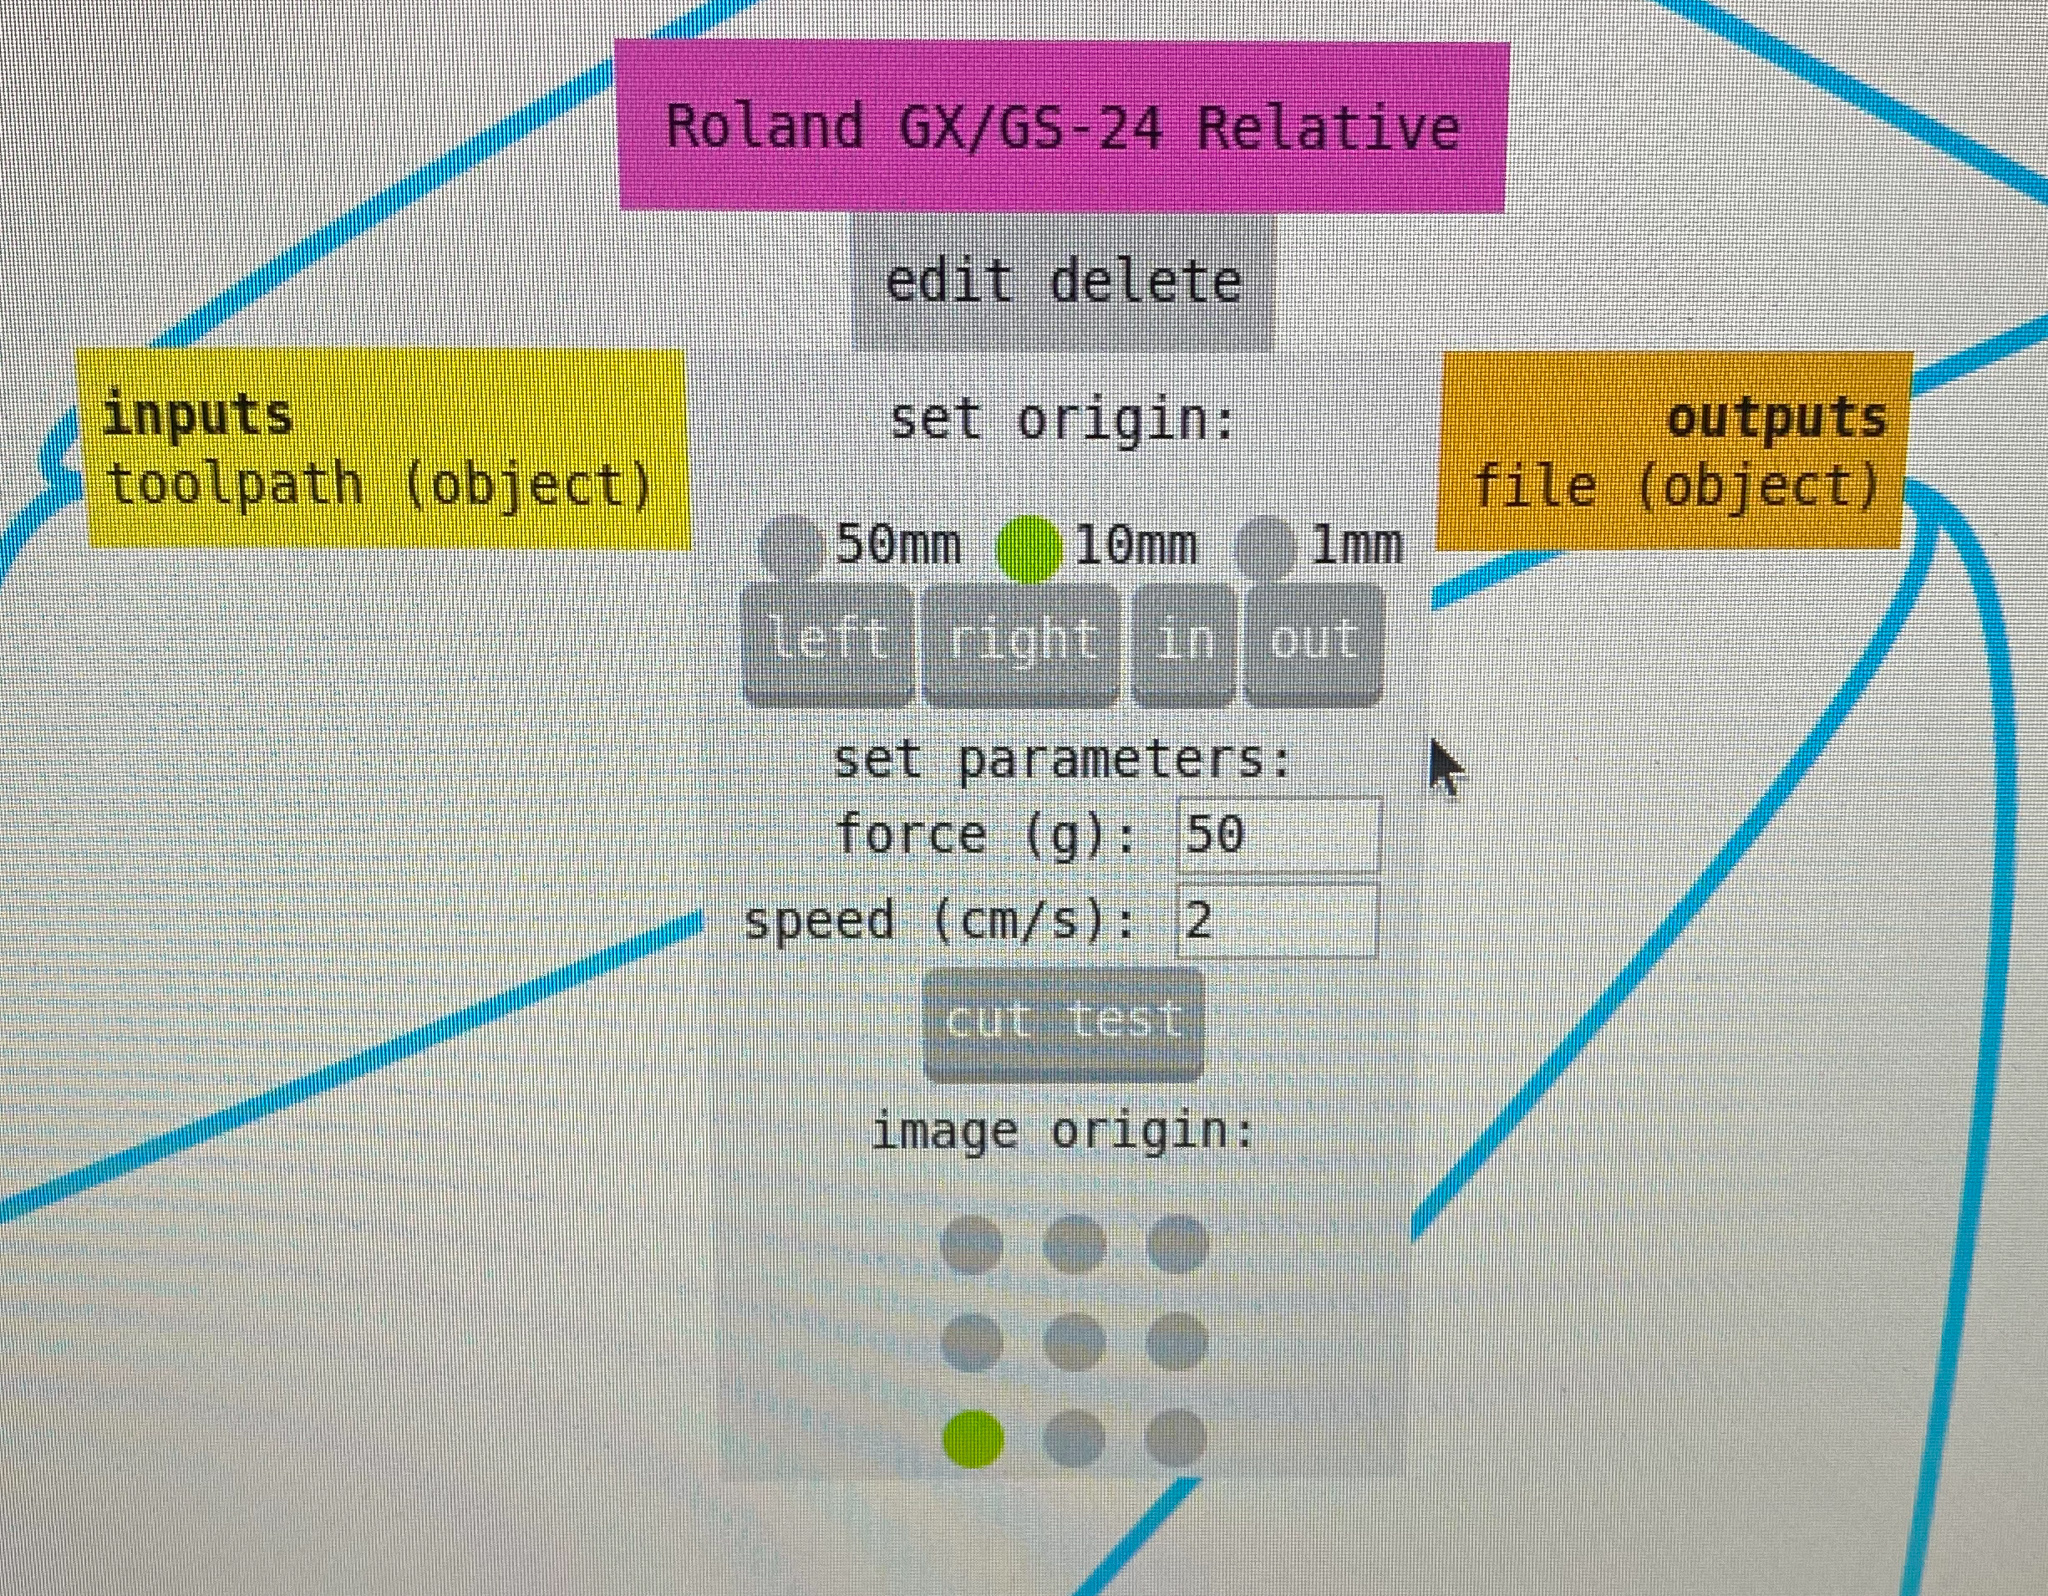 Roland GX/GS-24 Relative
edit delete
inputs
toolpath (object)
outputs
file (object)
set origin:
50mm 10mm 1mm
left right in out
set parameters:
force (g): 50
speed (cm/s): 2
cut test
image origin: